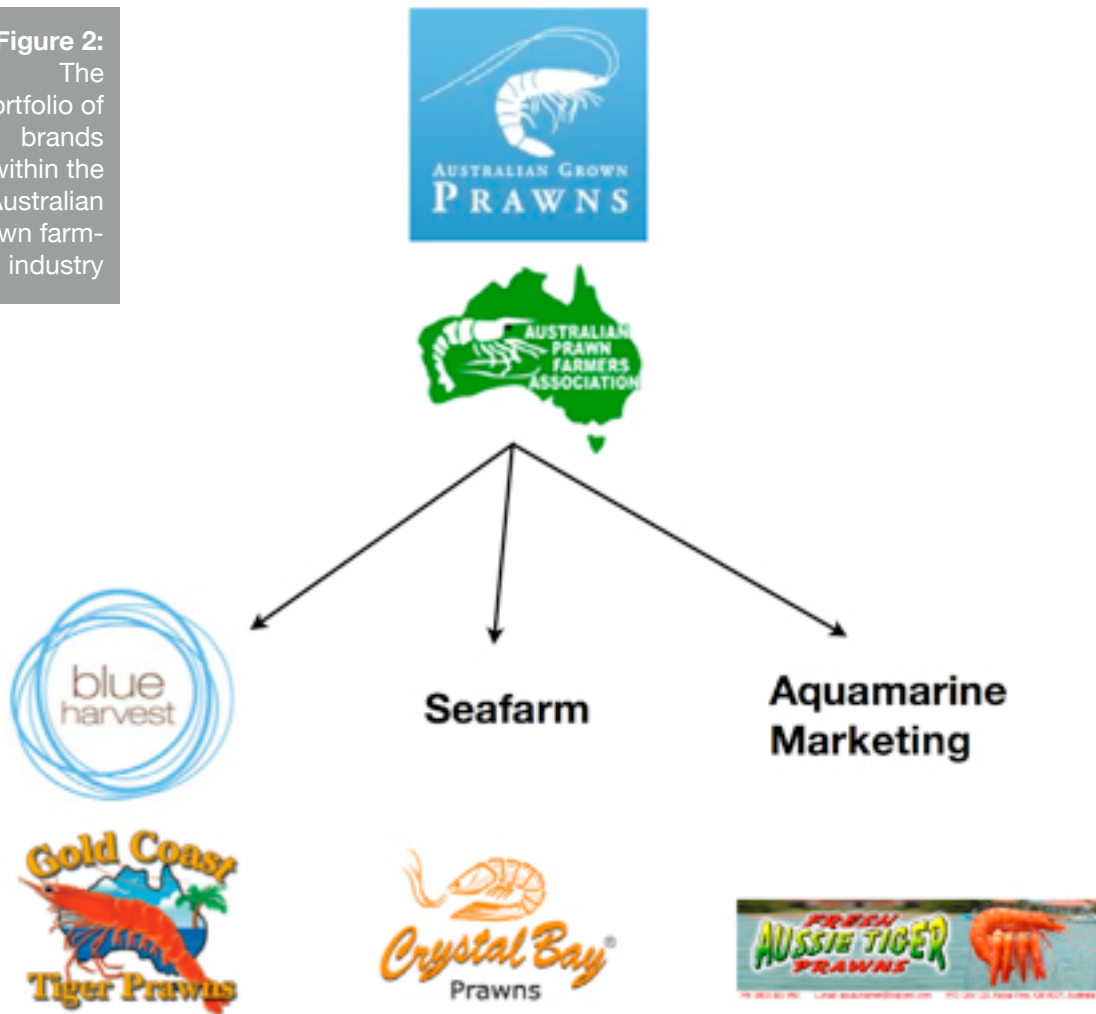 Figure 2:
The
ortfolio of
brands
within the
Australian
wn farm-
industry
AUSTRALIAN GROWN
PRAWNS
AUSTRALIAN
PRAWN
FARMERS
ASSOCIATION
blue
harvest
Seafarm
Aquamarine
Marketing
Gold Coast
Tiger Prawns
Crystal Bay®
Prawns
FRESH
AUSSIE TIGER
PRAWNS